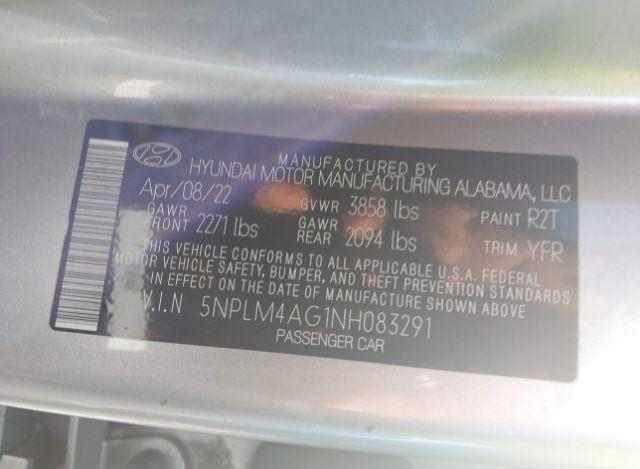 MANUFACTURED BY
HYUNDAI MOTOR MANUFACTURING ALABAMA, LLC
Apr/08/22 GVWR 3858 lbs PAINT R2T
GAWR FRONT 2271 lbs GAWR REAR 2094 lbs TRIM YFR
THIS VEHICLE CONFORMS TO ALL APPLICABLE U.S.A. FEDERAL
MOTOR VEHICLE SAFETY, BUMPER, AND THEFT PREVENTION STANDARDS
IN EFFECT ON THE DATE OF MANUFACTURE SHOWN ABOVE
V.I.N 5NPLM4AG1NH083291
PASSENGER CAR